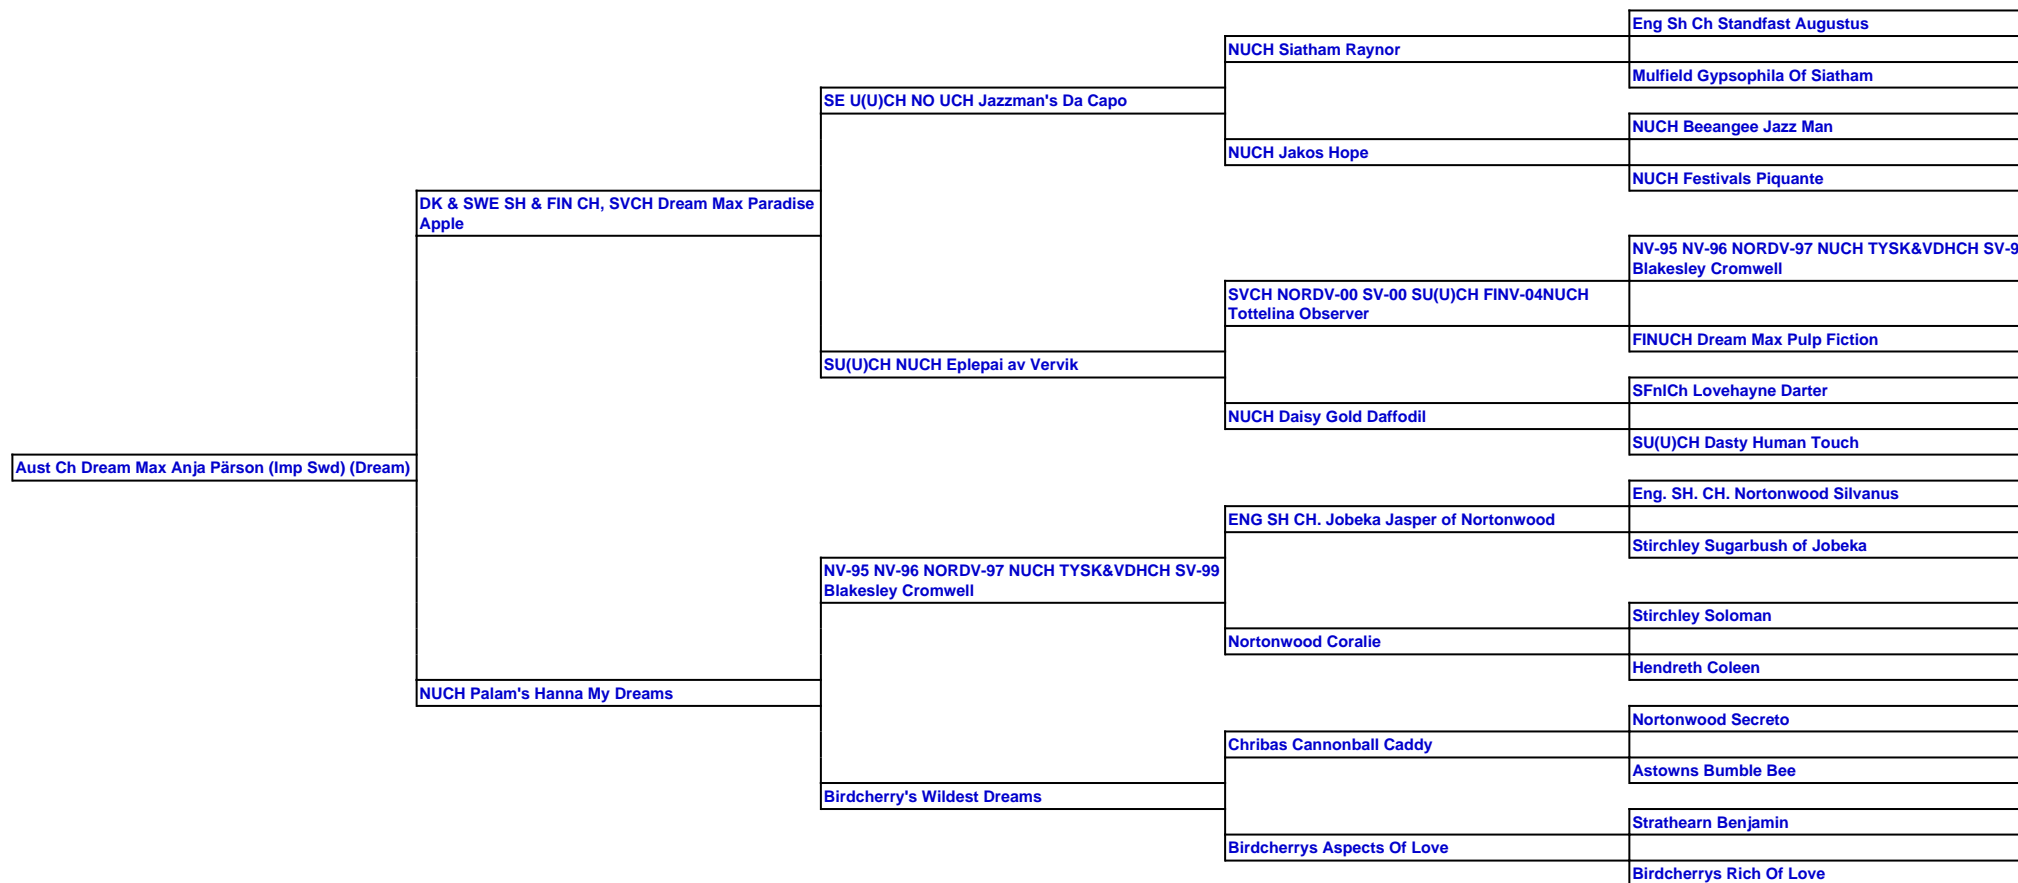 Eng Sh Ch Standfast Augustus
NUCH Siatham Raynor
Mulfield Gypsophila Of Siatham
SE U(U)CH NO UCH Jazzman's Da Capo
NUCH Beeangee Jazz Man
NUCH Jakos Hope
NUCH Festivals Piquante
DK & SWE SH & FIN CH, SVCH Dream Max Paradise
Apple
NV-95 NV-96 NORDV-97 NUCH TYSK&VDHCH SV-9
Blakesley Cromwell
SVCH NORDV-00 SV-00 SU(U)CH FINV-04NUCH
Tottelina Observer
FINUCH Dream Max Pulp Fiction
SU(U)CH NUCH Eplepai av Vervik
SFnlCh Lovehayne Darter
NUCH Daisy Gold Daffodil
SU(U)CH Dasty Human Touch
Aust Ch Dream Max Anja Pärson (Imp Swd) (Dream)
Eng. SH. CH. Nortonwood Silvanus
ENG SH CH. Jobeka Jasper of Nortonwood
Stirchley Sugarbush of Jobeka
NV-95 NV-96 NORDV-97 NUCH TYSK&VDHCH SV-99
Blakesley Cromwell
Stirchley Soloman
Nortonwood Coralie
Hendreth Coleen
NUCH Palam's Hanna My Dreams
Nortonwood Secreto
Chribas Cannonball Caddy
Astowns Bumble Bee
Birdcherry's Wildest Dreams
Strathearn Benjamin
Birdcherrys Aspects Of Love
Birdcherrys Rich Of Love